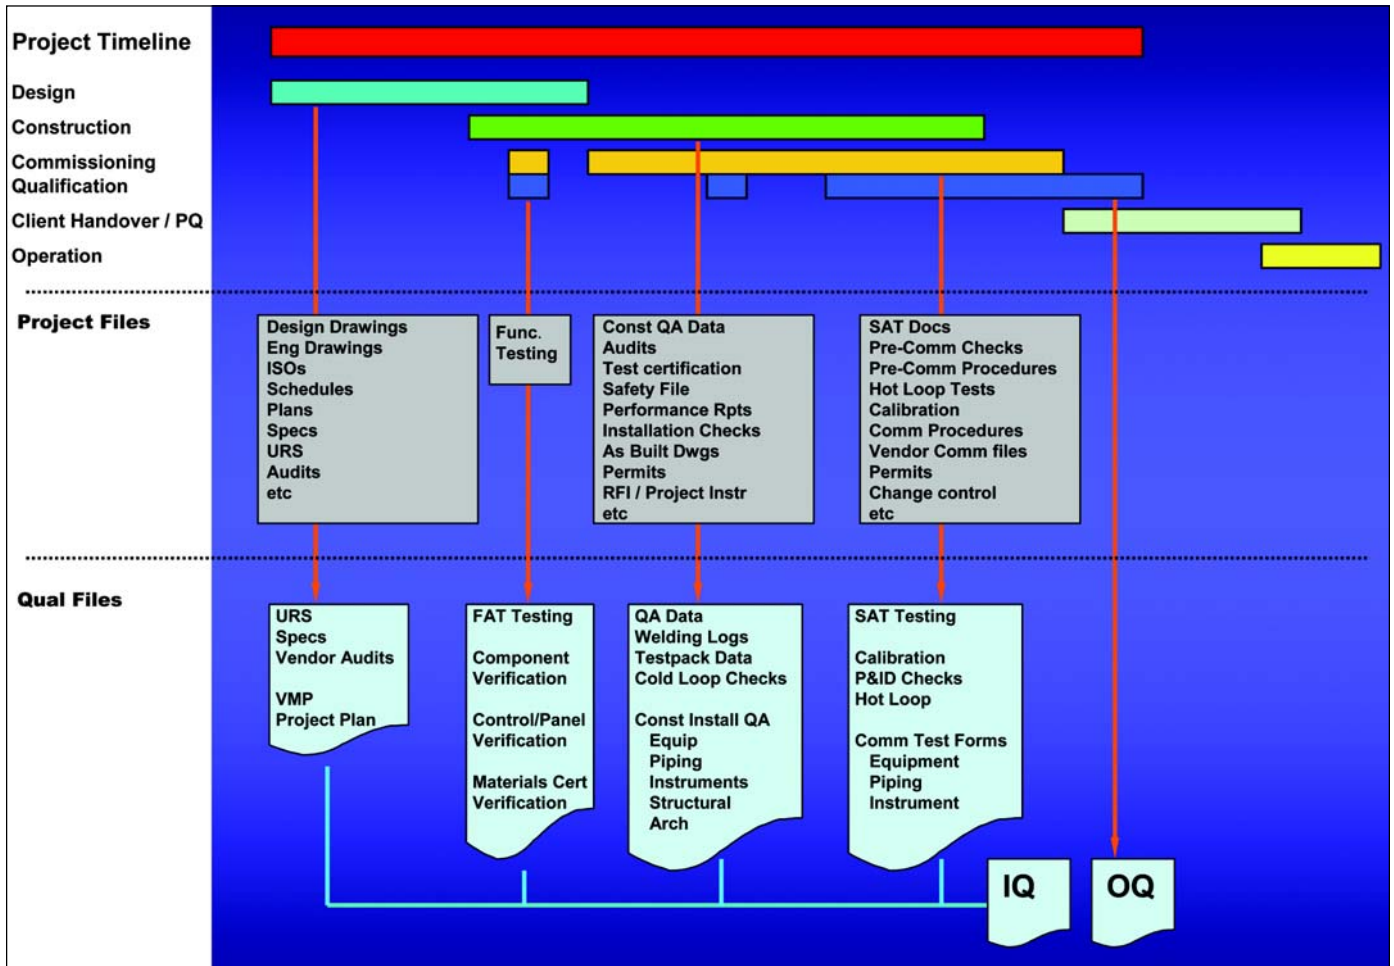 Project Timeline
Design
Construction
Commissioning
Qualification
Client Handover / PQ
Operation
Project Files
Design Drawings
Eng Drawings
ISOs
Schedules
Plans
Specs
URS
Audits
etc
Func.
Testing
Const QA Data
Audits
Test certification
Safety File
Performance Rpts
Installation Checks
As Built Dwgs
Permits
RFI / Project Instr
etc
SAT Docs
Pre-Comm Checks
Pre-Comm Procedures
Hot Loop Tests
Calibration
Comm Procedures
Vendor Comm files
Permits
Change control
etc
Qual Files
URS
Specs
Vendor Audits
VMP
Project Plan
FAT Testing
Component
Verification
Control/Panel
Verification
Materials Cert
Verification
QA Data
Welding Logs
Testpack Data
Cold Loop Checks
Const Install QA
Equip
Piping
Instruments
Structural
Arch
SAT Testing
Calibration
P&ID Checks
Hot Loop
Comm Test Forms
Equipment
Piping
Instrument
IQ
OQ